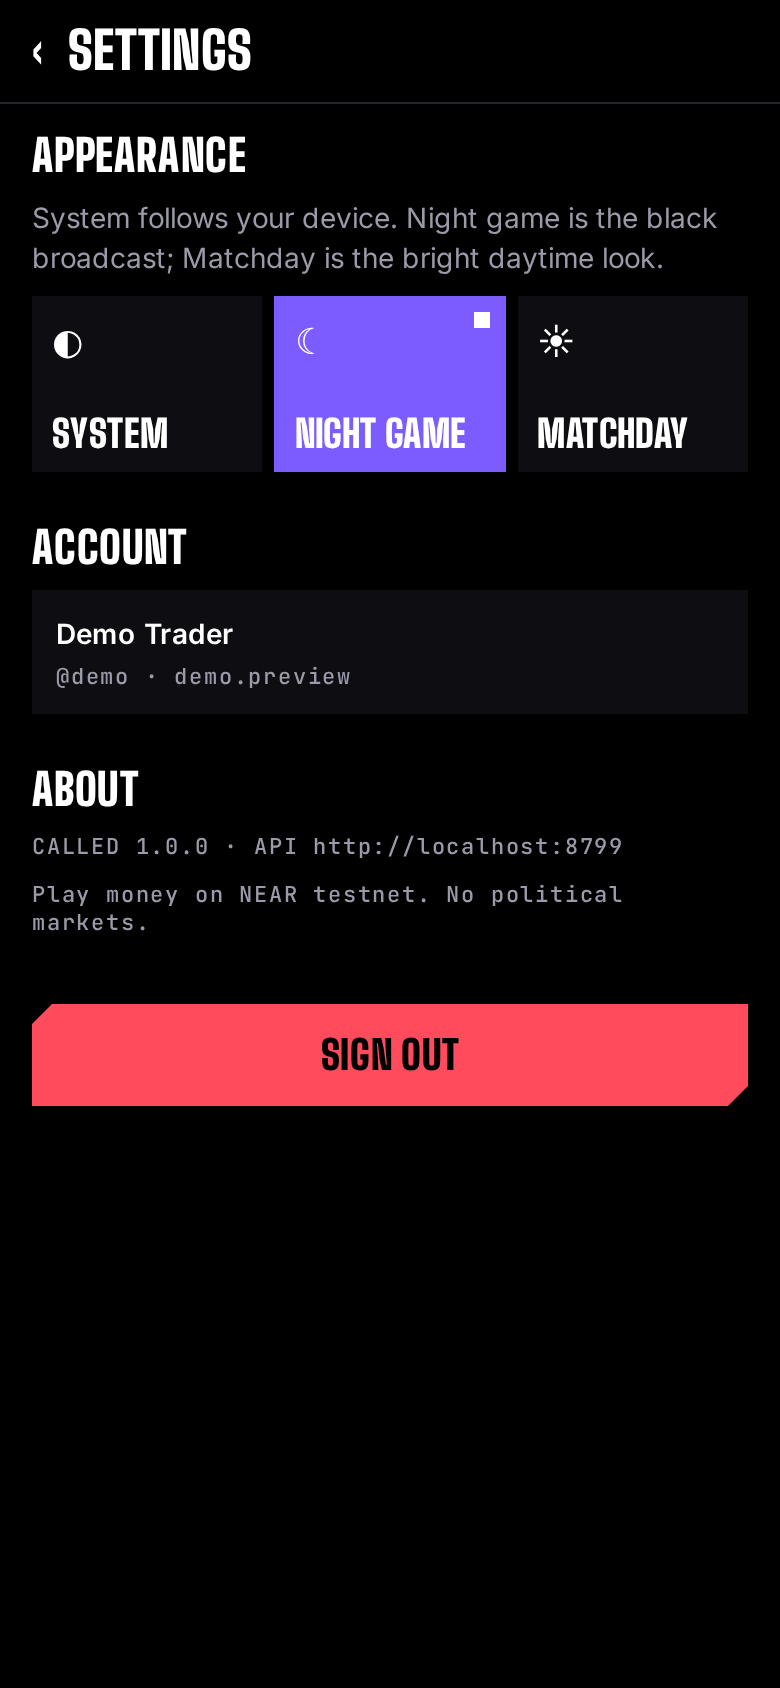 SETTINGS
APPEARANCE
System follows your device. Night game is the black
broadcast; Matchday is the bright daytime look.
SYSTEM
NIGHT GAME
MATCHDAY
ACCOUNT
Demo Trader
@demo · demo.preview
ABOUT
CALLED 1.0.0 · API http://localhost:8799
Play money on NEAR testnet. No political
markets.
SIGN OUT